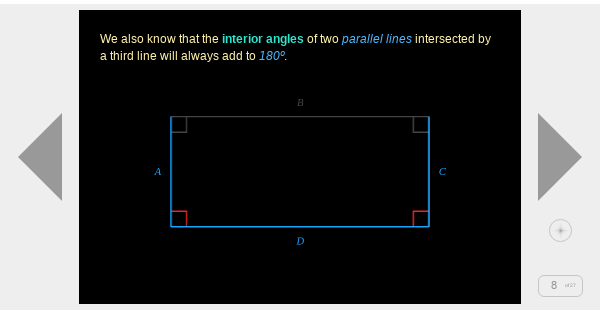 We also know that the interior angles of two parallel lines intersected by
a third line will always add to 180º.
B
A
C
D
8